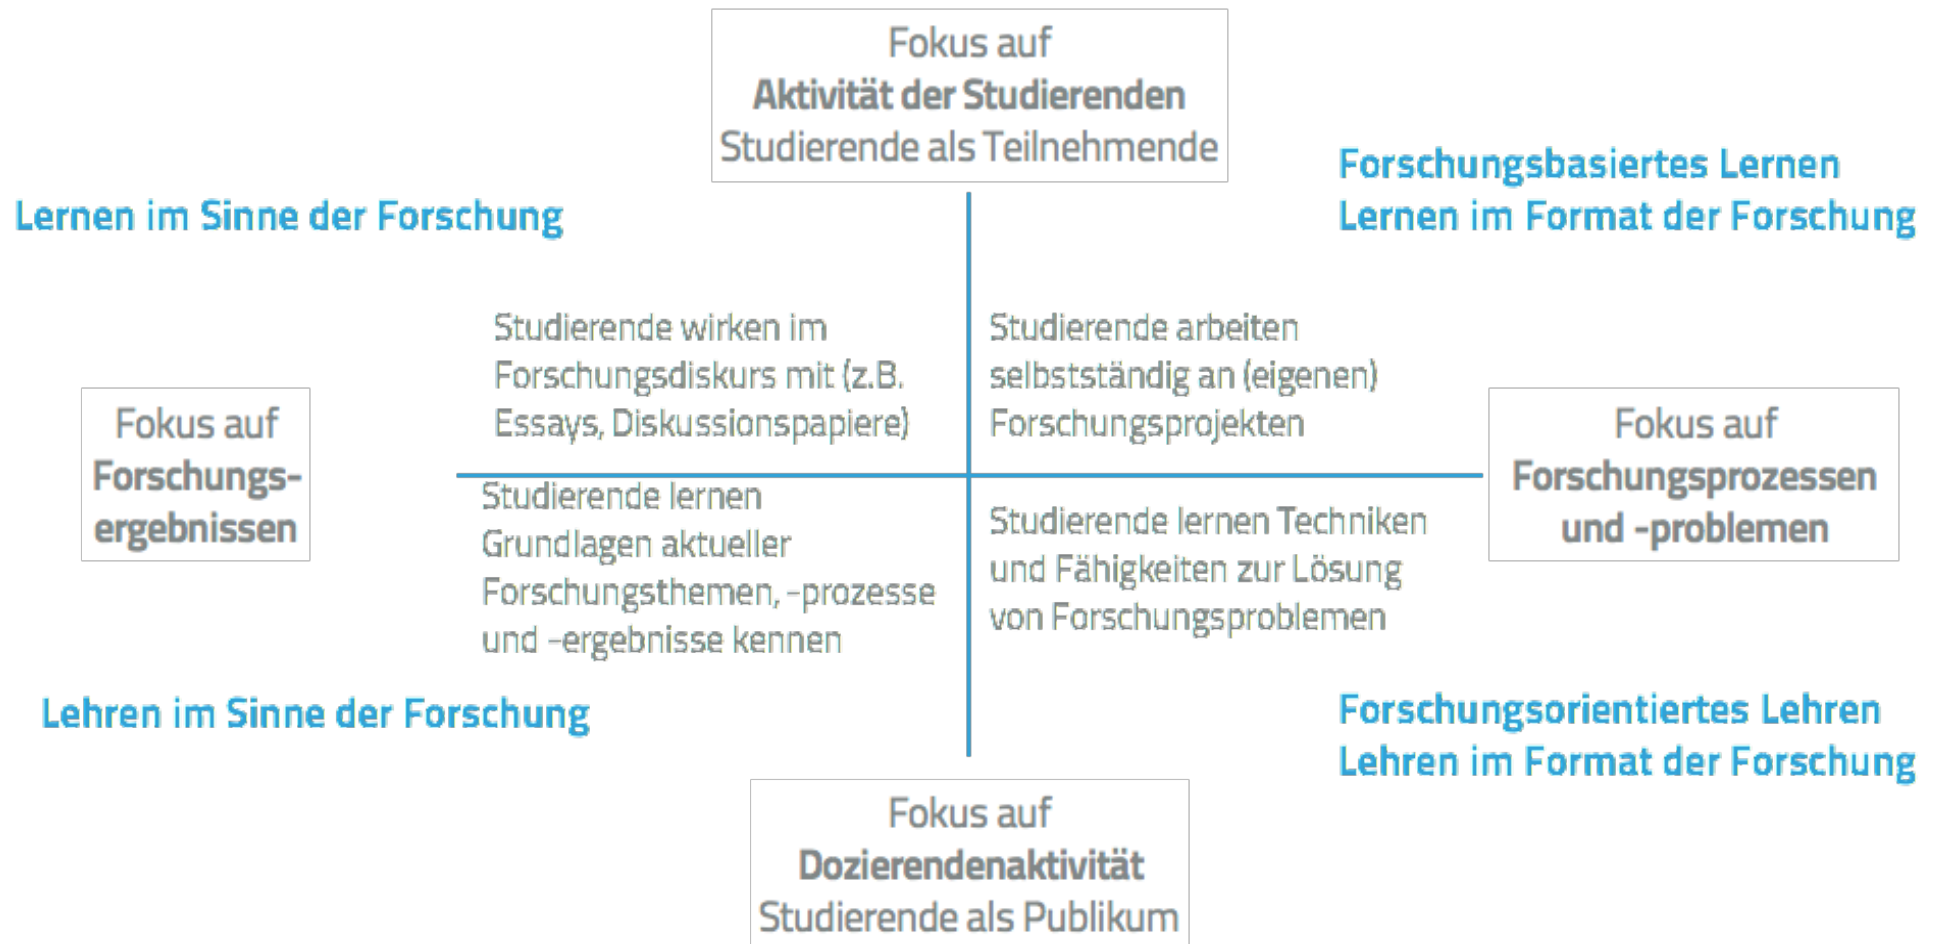 Fokus auf
Aktivität der Studierenden
Studierende als Teilnehmende
Lernen im Sinne der Forschung
Forschungsbasiertes Lernen
Lernen im Format der Forschung
Studierende wirken im
Forschungsdiskurs mit (z.B.
Essays, Diskussionspapiere)
Studierende arbeiten
selbstständig an (eigenen)
Forschungsprojekten
Fokus auf
Forschungs-
ergebnissen
Fokus auf
Forschungsprozessen
und -problemen
Studierende lernen
Grundlagen aktueller
Forschungsthemen, -prozesse
und -ergebnisse kennen
Studierende lernen Techniken
und Fähigkeiten zur Lösung
von Forschungsproblemen
Lehren im Sinne der Forschung
Forschungsorientiertes Lehren
Lehren im Format der Forschung
Fokus auf
Dozierendenaktivität
Studierende als Publikum